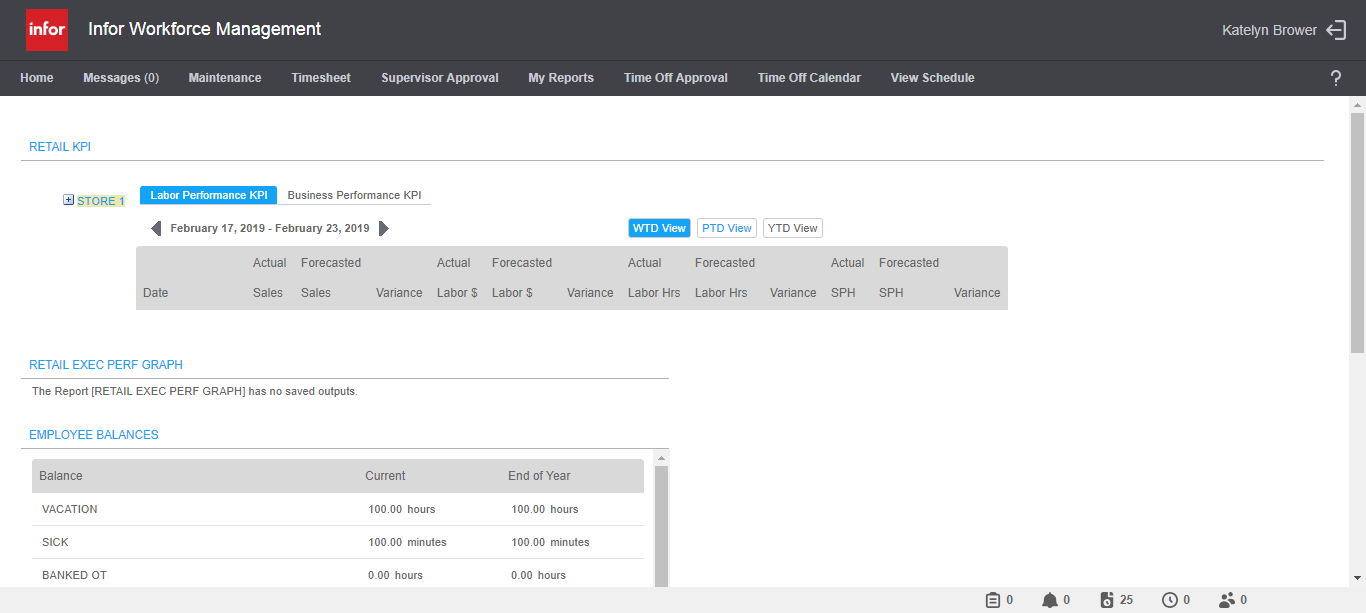 infor Infor Workforce Management Katelyn Brower
Home Messages (0) Maintenance Timesheet Supervisor Approval My Reports Time Off Approval Time Off Calendar View Schedule ?
RETAIL KPI
STORE 1
Labor Performance KPI Business Performance KPI
February 17, 2019 - February 23, 2019 WTD View PTD View YTD View
Actual Forecasted Actual Forecasted Actual Forecasted Actual Forecasted
Date Sales Sales Variance Labor $ Labor $ Variance Labor Hrs Labor Hrs Variance SPH SPH Variance
RETAIL EXEC PERF GRAPH
The Report [RETAIL EXEC PERF GRAPH] has no saved outputs.
EMPLOYEE BALANCES
Balance Current End of Year
VACATION 100.00 hours 100.00 hours
SICK 100.00 minutes 100.00 minutes
BANKED OT 0.00 hours 0.00 hours
0 0 25 0 0